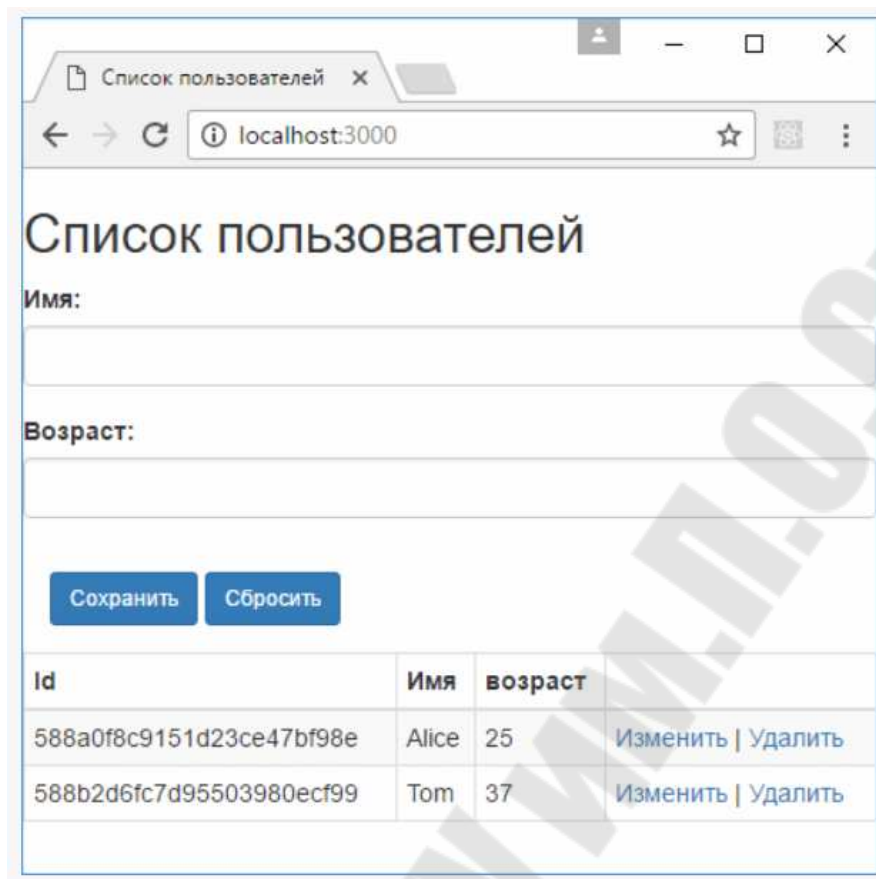 Список пользователей
localhost:3000
Список пользователей
Имя:
Возраст:
Сохранить Сбросить
Id Имя возраст
588a0f8c9151d23ce47bf98e Alice 25 Изменить | Удалить
588b2d6fc7d95503980ecf99 Tom 37 Изменить | Удалить
им.П.О.